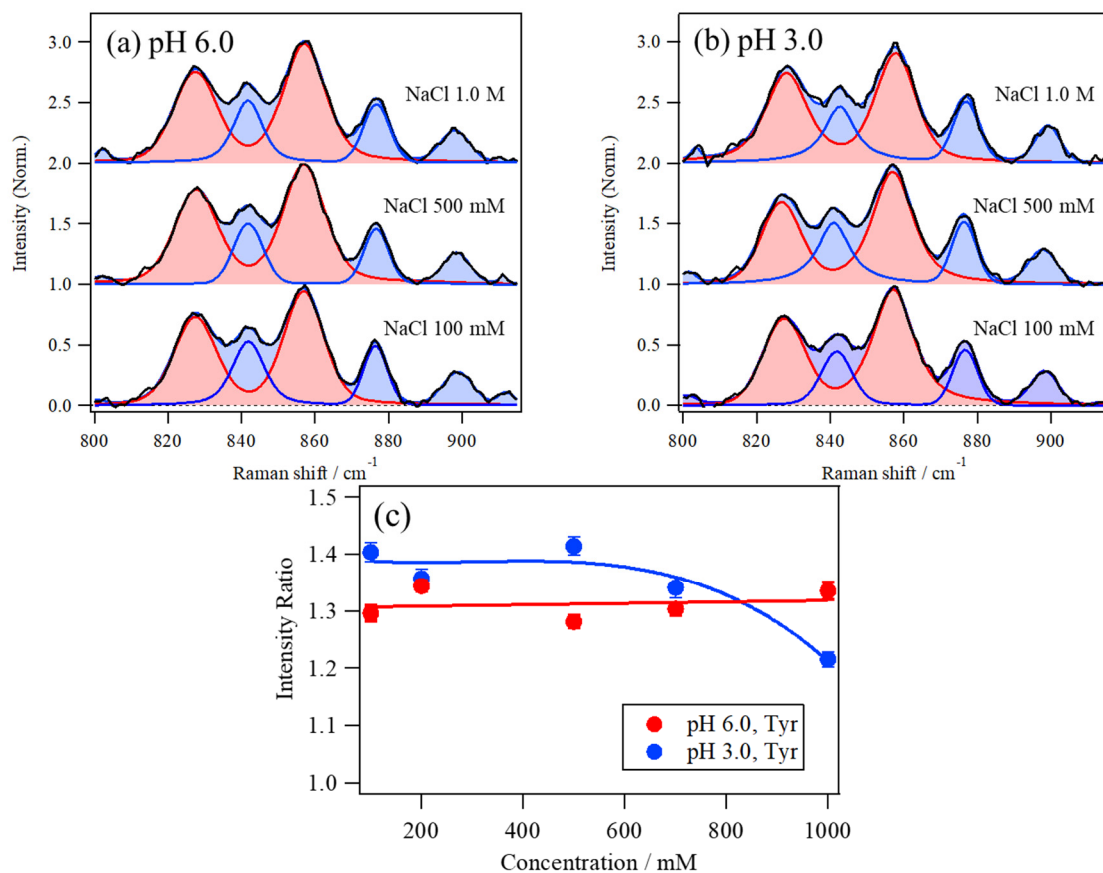 (a) pH 6.0
Intensity (Norm.)
3.0
2.5
2.0
1.5
1.0
0.5
0.0
NaCl 1.0 M
NaCl 500 mM
NaCl 100 mM
800 820 840 860 880 900
Raman shift / cm-1
(b) pH 3.0
Intensity (Norm.)
3.0
2.5
2.0
1.5
1.0
0.5
0.0
NaCl 1.0 M
NaCl 500 mM
NaCl 100 mM
800 820 840 860 880 900
Raman shift / cm-1
(c)
Intensity Ratio
1.5
1.4
1.3
1.2
1.1
1.0
pH 6.0, Tyr
pH 3.0, Tyr
200 400 600 800 1000
Concentration / mM